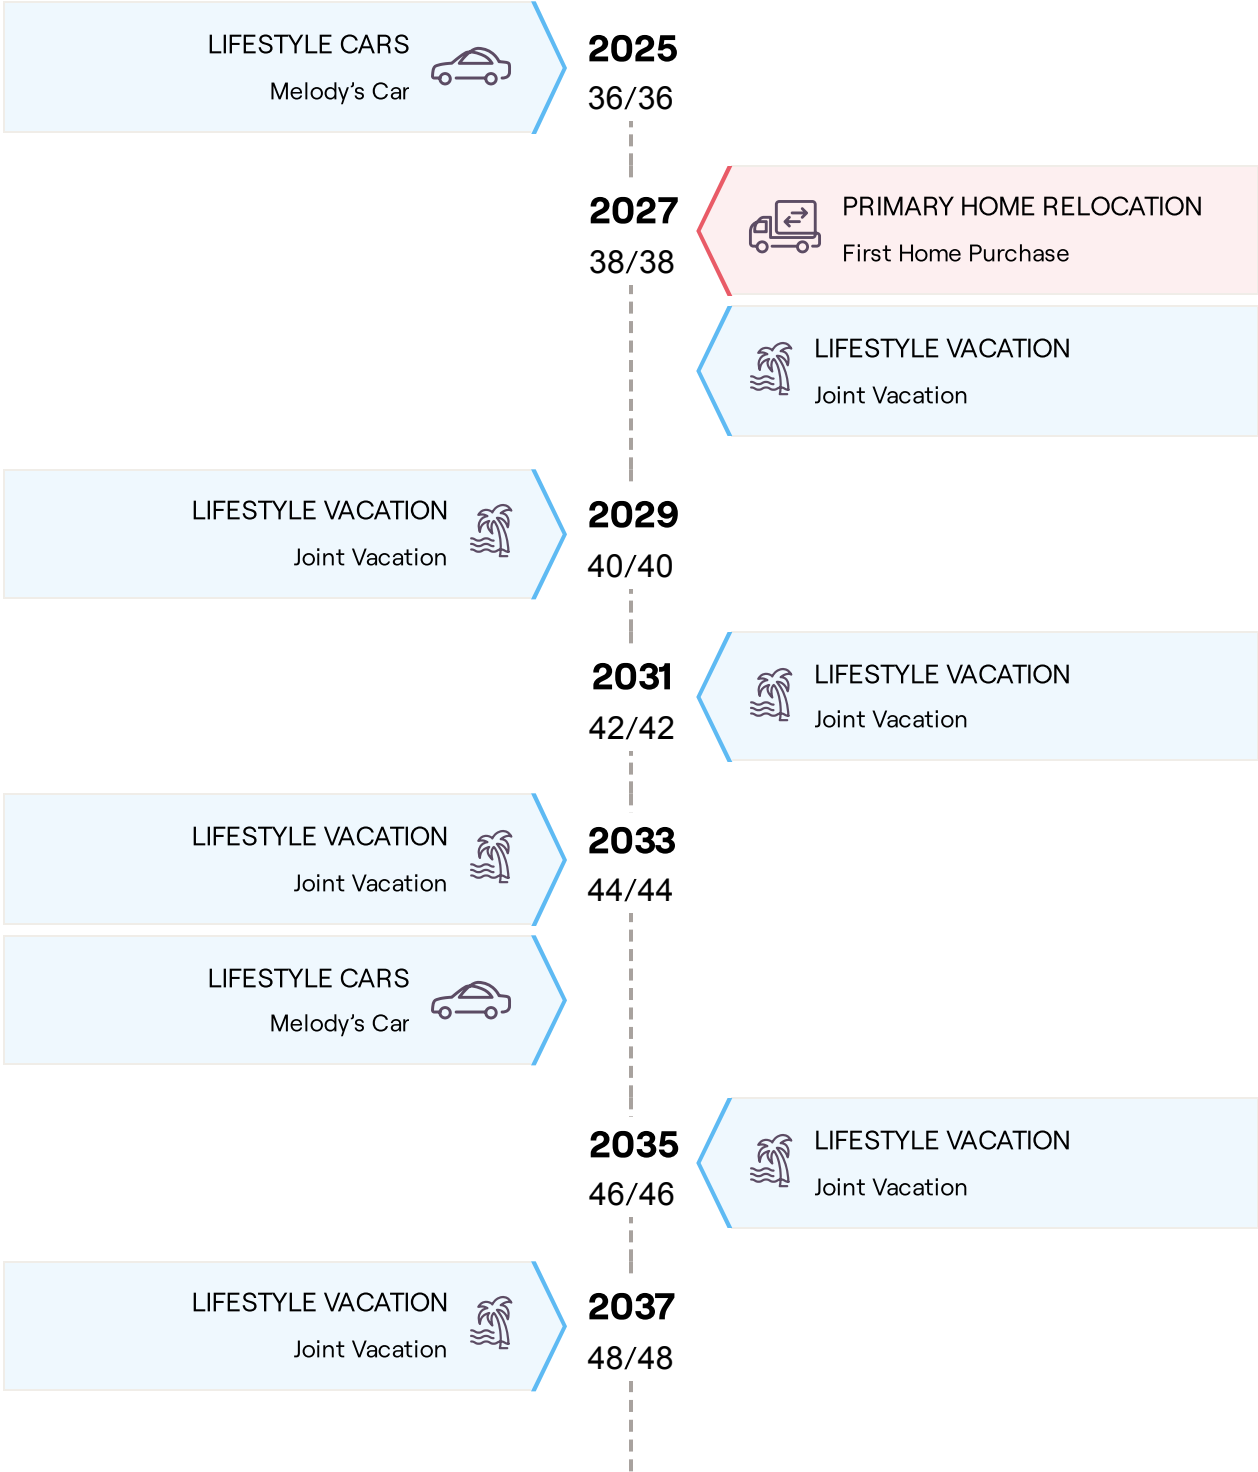 LIFESTYLE CARS
Melody's Car
2025
36/36
2027
38/38
PRIMARY HOME RELOCATION
First Home Purchase
LIFESTYLE VACATION
Joint Vacation
LIFESTYLE VACATION
Joint Vacation
2029
40/40
2031
42/42
LIFESTYLE VACATION
Joint Vacation
LIFESTYLE VACATION
Joint Vacation
2033
44/44
LIFESTYLE CARS
Melody's Car
2035
46/46
LIFESTYLE VACATION
Joint Vacation
LIFESTYLE VACATION
Joint Vacation
2037
48/48